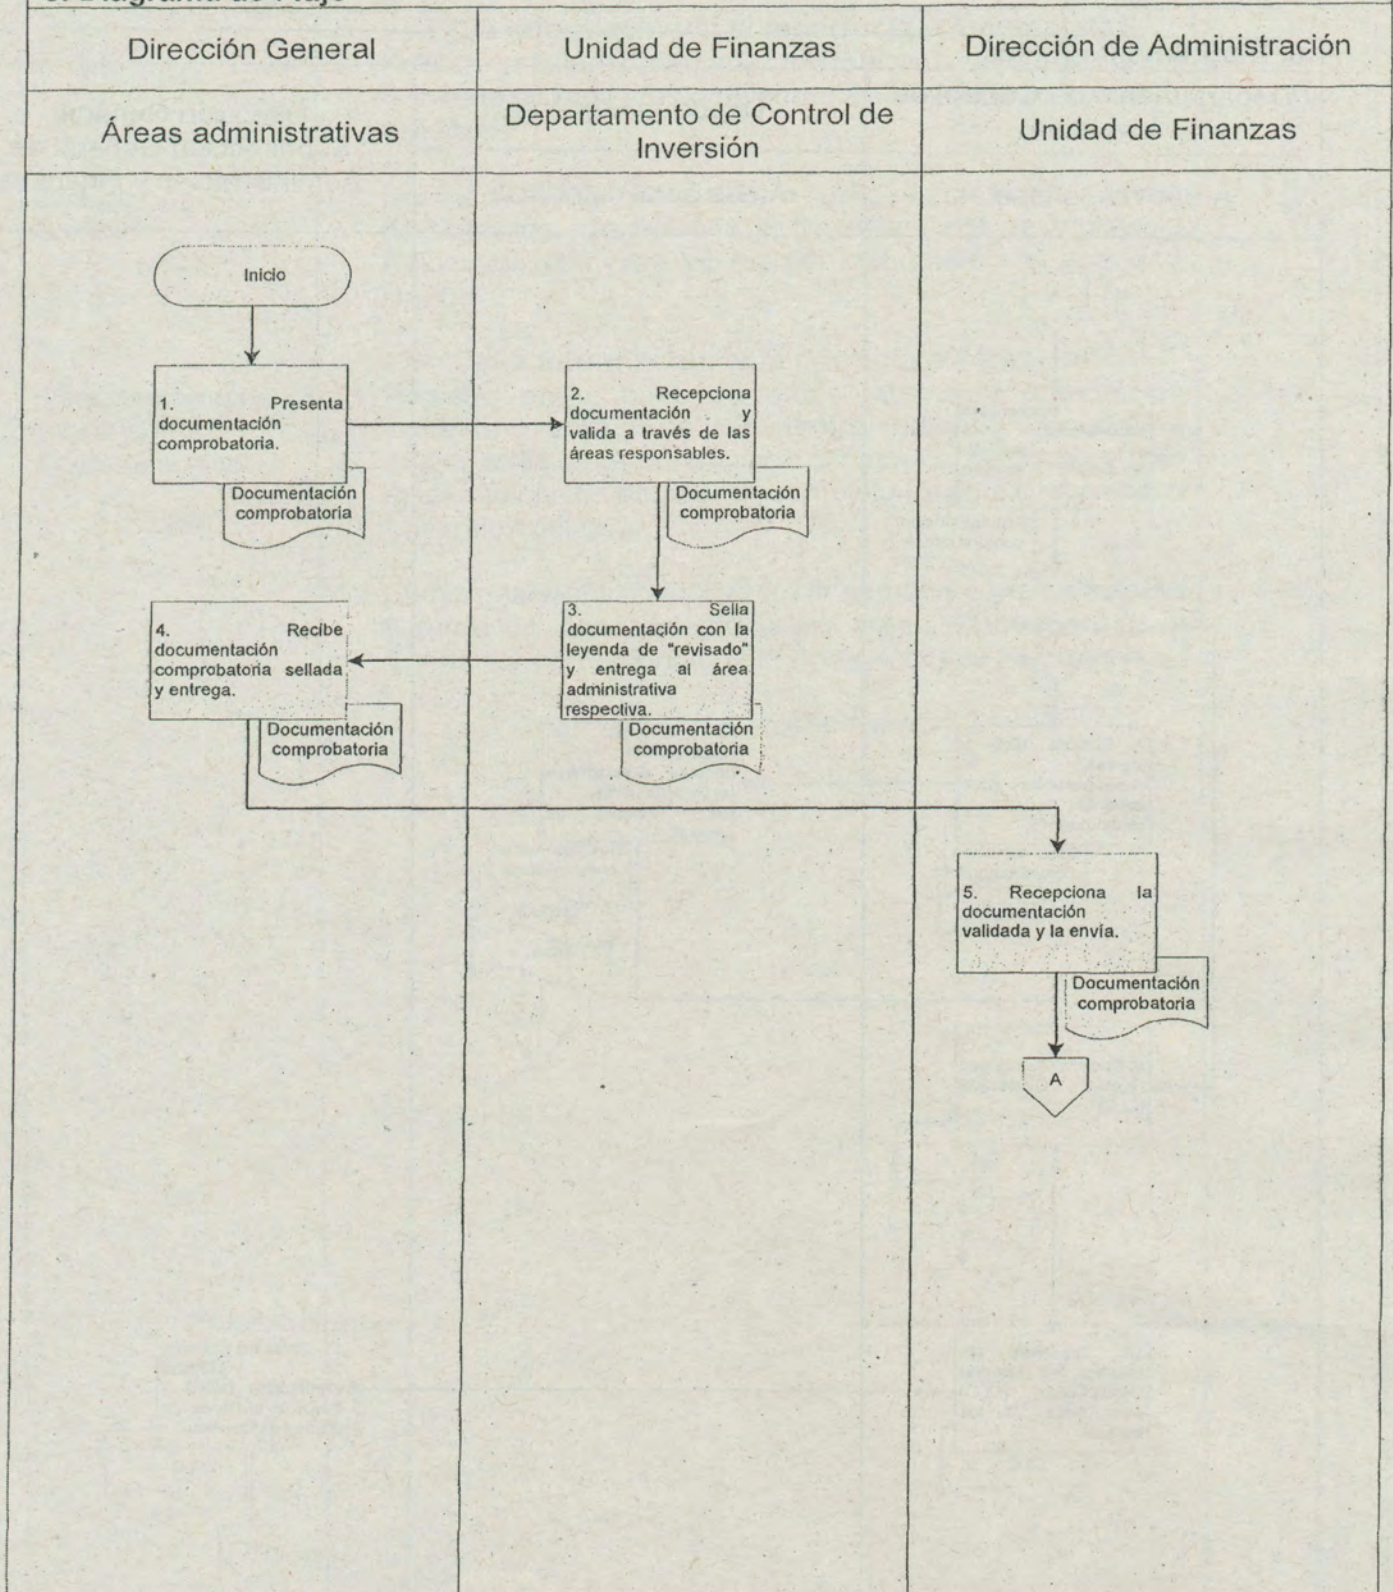 Dirección General
Unidad de Finanzas
Dirección de Administración
Áreas administrativas
Departamento de Control de
Inversión
Unidad de Finanzas
Inicio
1. Presenta
documentación
comprobatoria.
Documentación
comprobatoria
2. Recepciona
documentación y
valida a través de las
áreas responsables.
Documentación
comprobatoria
3. Sella
documentación con la
leyenda de "revisado"
y entrega al área
administrativa
respectiva.
Documentación
comprobatoria
4. Recibe
documentación
comprobatoria sellada
y entrega.
Documentación
comprobatoria
5. Recepciona la
documentación
validada y la envía.
Documentación
comprobatoria
A